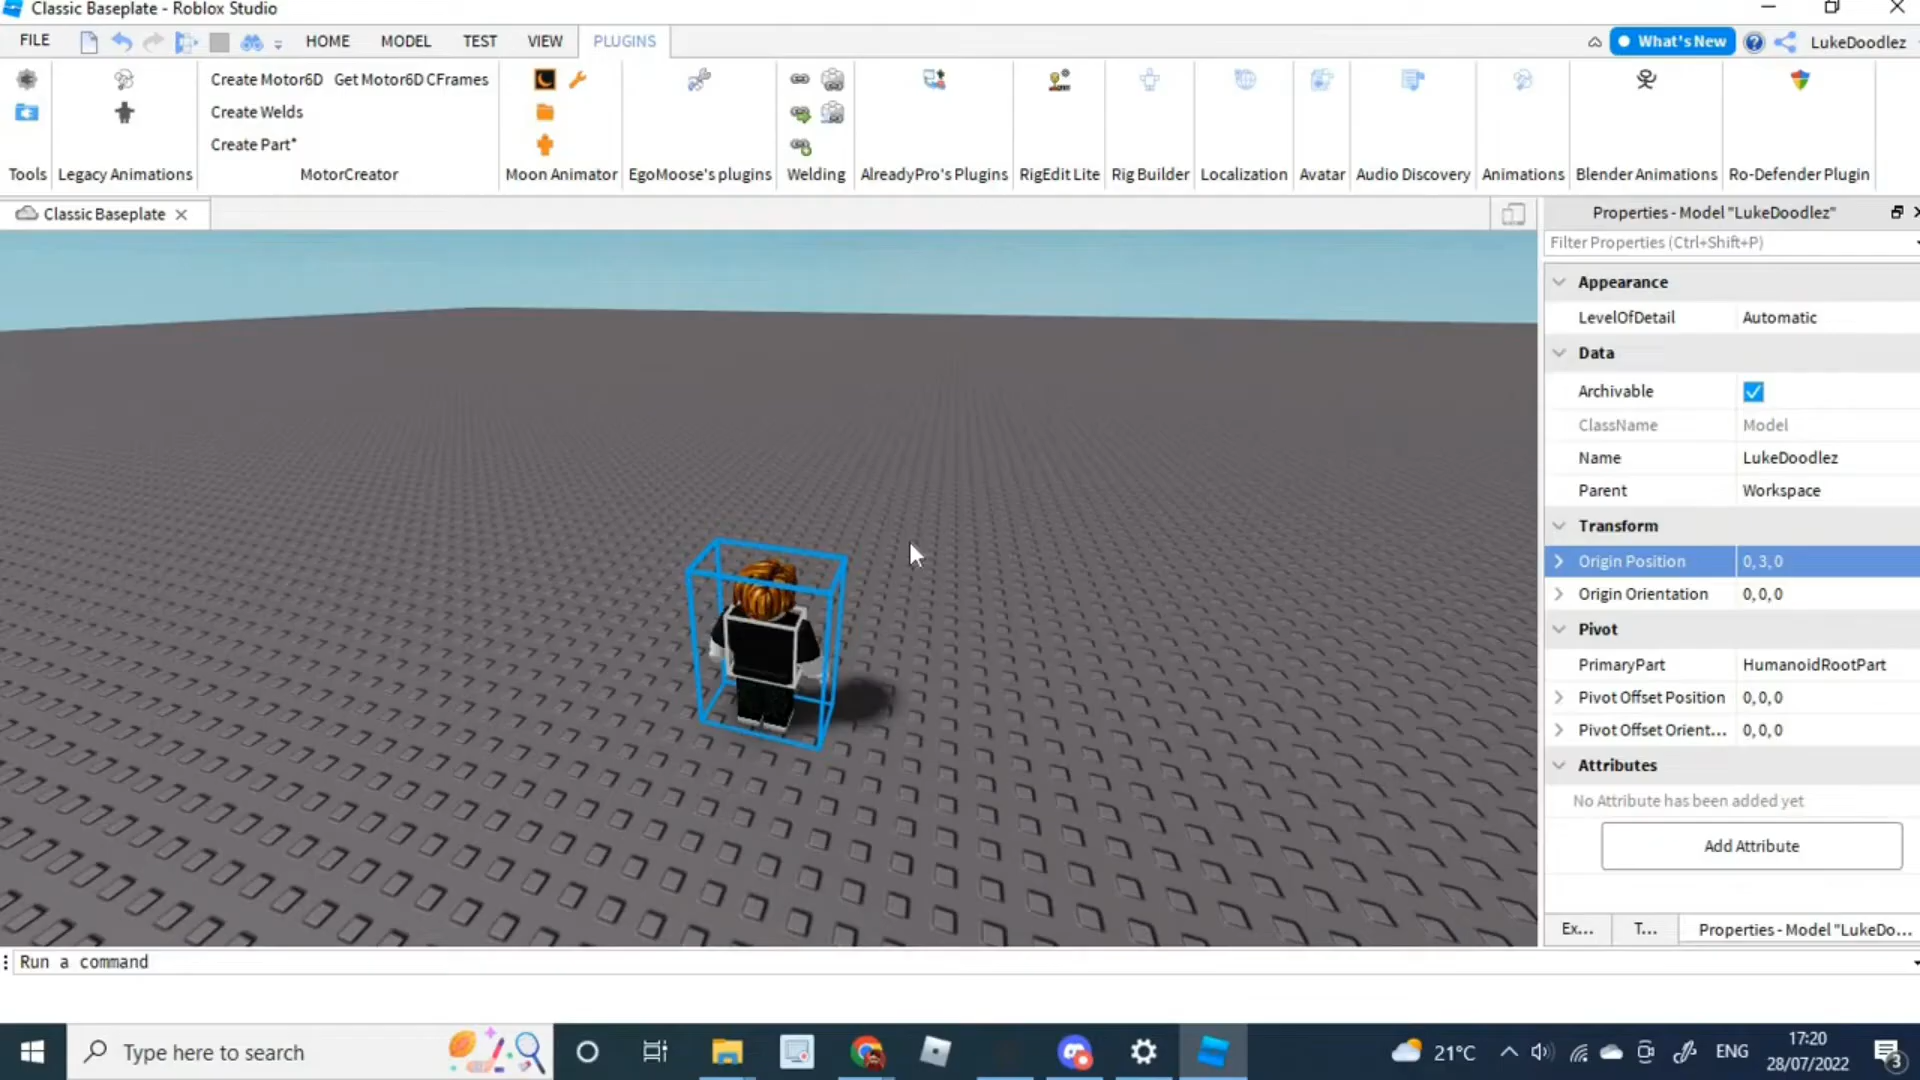 Classic Baseplate - Roblox Studio
FILE
HOME
MODEL
TEST
VIEW
PLUGINS
What's New
LukeDoodlez
Create Motor6D
Get Motor6D CFrames
Create Welds
Create Part*
Tools
Legacy Animations
MotorCreator
Moon Animator
EgoMoose's plugins
Welding
AlreadyPro's Plugins
RigEdit Lite
Rig Builder
Localization
Avatar
Audio Discovery
Animations
Blender Animations
Ro-Defender Plugin
Classic Baseplate
Properties - Model "LukeDoodlez"
Filter Properties (Ctrl+Shift+P)
Appearance
LevelOfDetail Automatic
Data
Archivable
ClassName Model
Name LukeDoodlez
Parent Workspace
Transform
Origin Position 0, 3, 0
Origin Orientation 0, 0, 0
Pivot
PrimaryPart HumanoidRootPart
Pivot Offset Position 0, 0, 0
Pivot Offset Orient... 0, 0, 0
Attributes
No Attribute has been added yet
Add Attribute
Ex...
T...
Properties - Model "LukeDo...
Run a command
Type here to search
21°C
ENG
17:20
28/07/2022
3